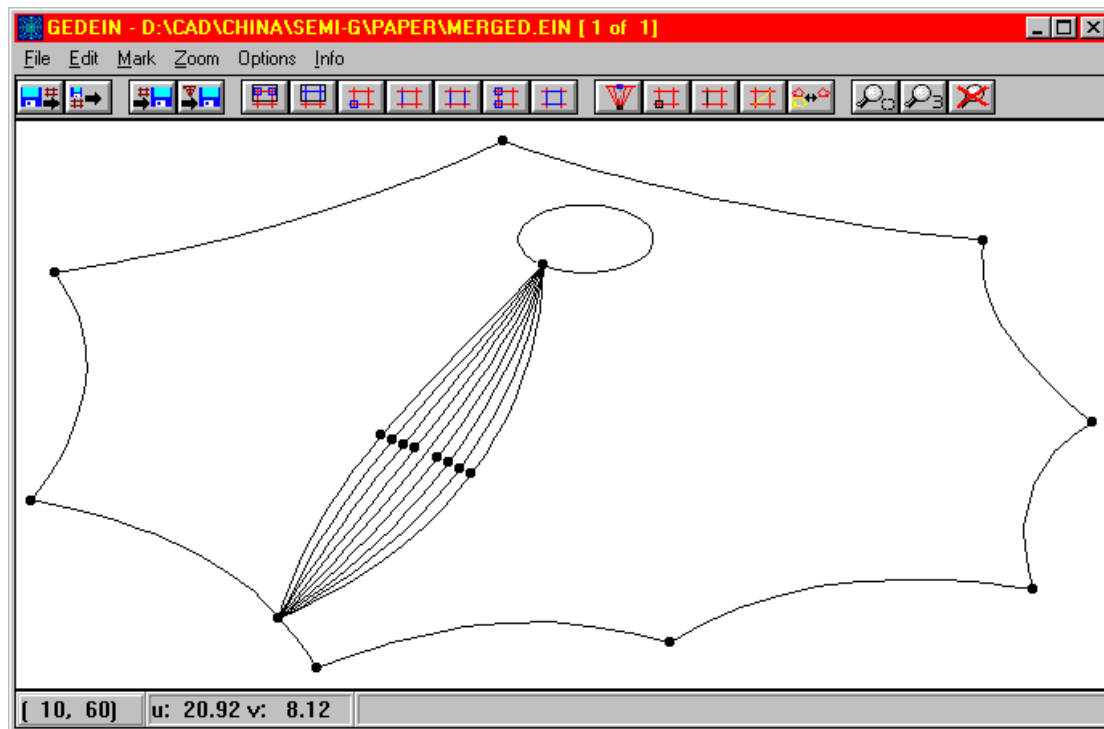 GEDEIN - D:\CAD\CHINA\SEMI-G\PAPER\MERGED.EIN [ 1 of  1]
File Edit Mark Zoom Options Info
3
( 10, 60) u: 20.92 v: 8.12